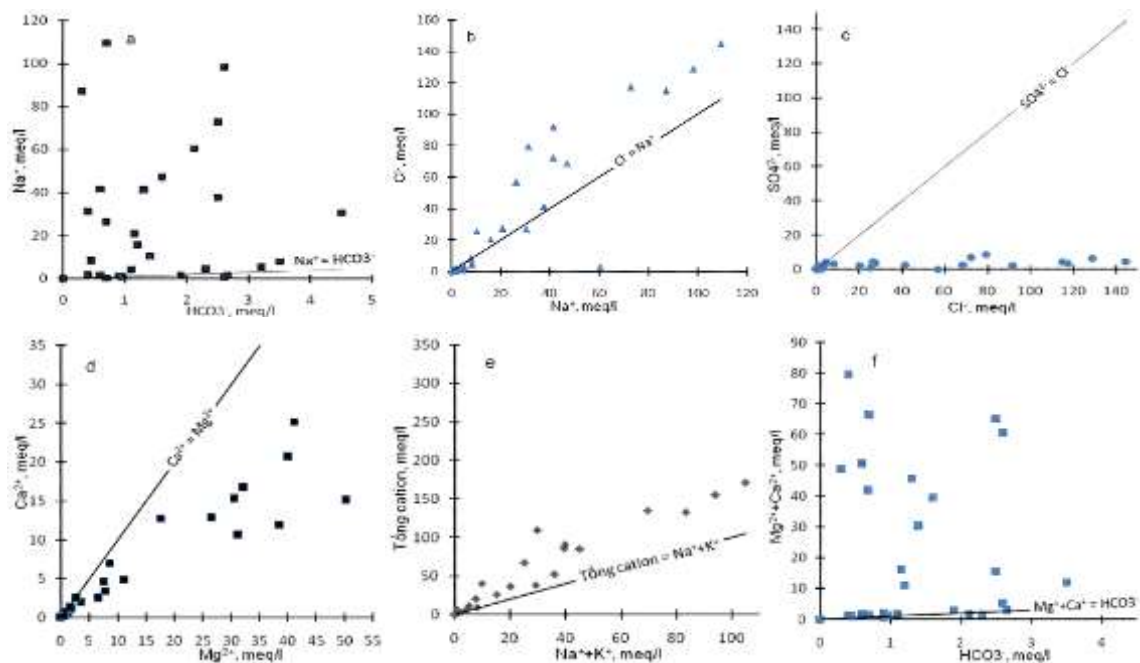 a
Na⁺, meq/l
120
100
80
60
40
20
0
0 1 2 3 4 5
HCO3⁻, meq/l
Na⁺ = HCO3⁻
b
Cl⁻, meq/l
160
140
120
100
80
60
40
20
0
0 20 40 60 80 100 120
Na⁺, meq/l
Cl⁻ = Na⁺
c
SO4²⁻, meq/l
140
120
100
80
60
40
20
0
0 20 40 60 80 100 120 140
Cl⁻, meq/l
SO4²⁻ = Cl⁻
d
Ca²⁺, meq/l
35
30
25
20
15
10
5
0
0 5 10 15 20 25 30 35 40 45 50 55
Mg²⁺, meq/l
Ca²⁺ = Mg²⁺
e
Tổng cation, meq/l
350
300
250
200
150
100
50
0
0 20 40 60 80 100
Na⁺+K⁺, meq/l
Tổng cation = Na⁺+K⁺
f
Mg²⁺+Ca²⁺, meq/l
90
80
70
60
50
40
30
20
10
0
0 2 4
HCO3⁻, meq/l
Mg⁺+Ca⁺ = HCO3⁻